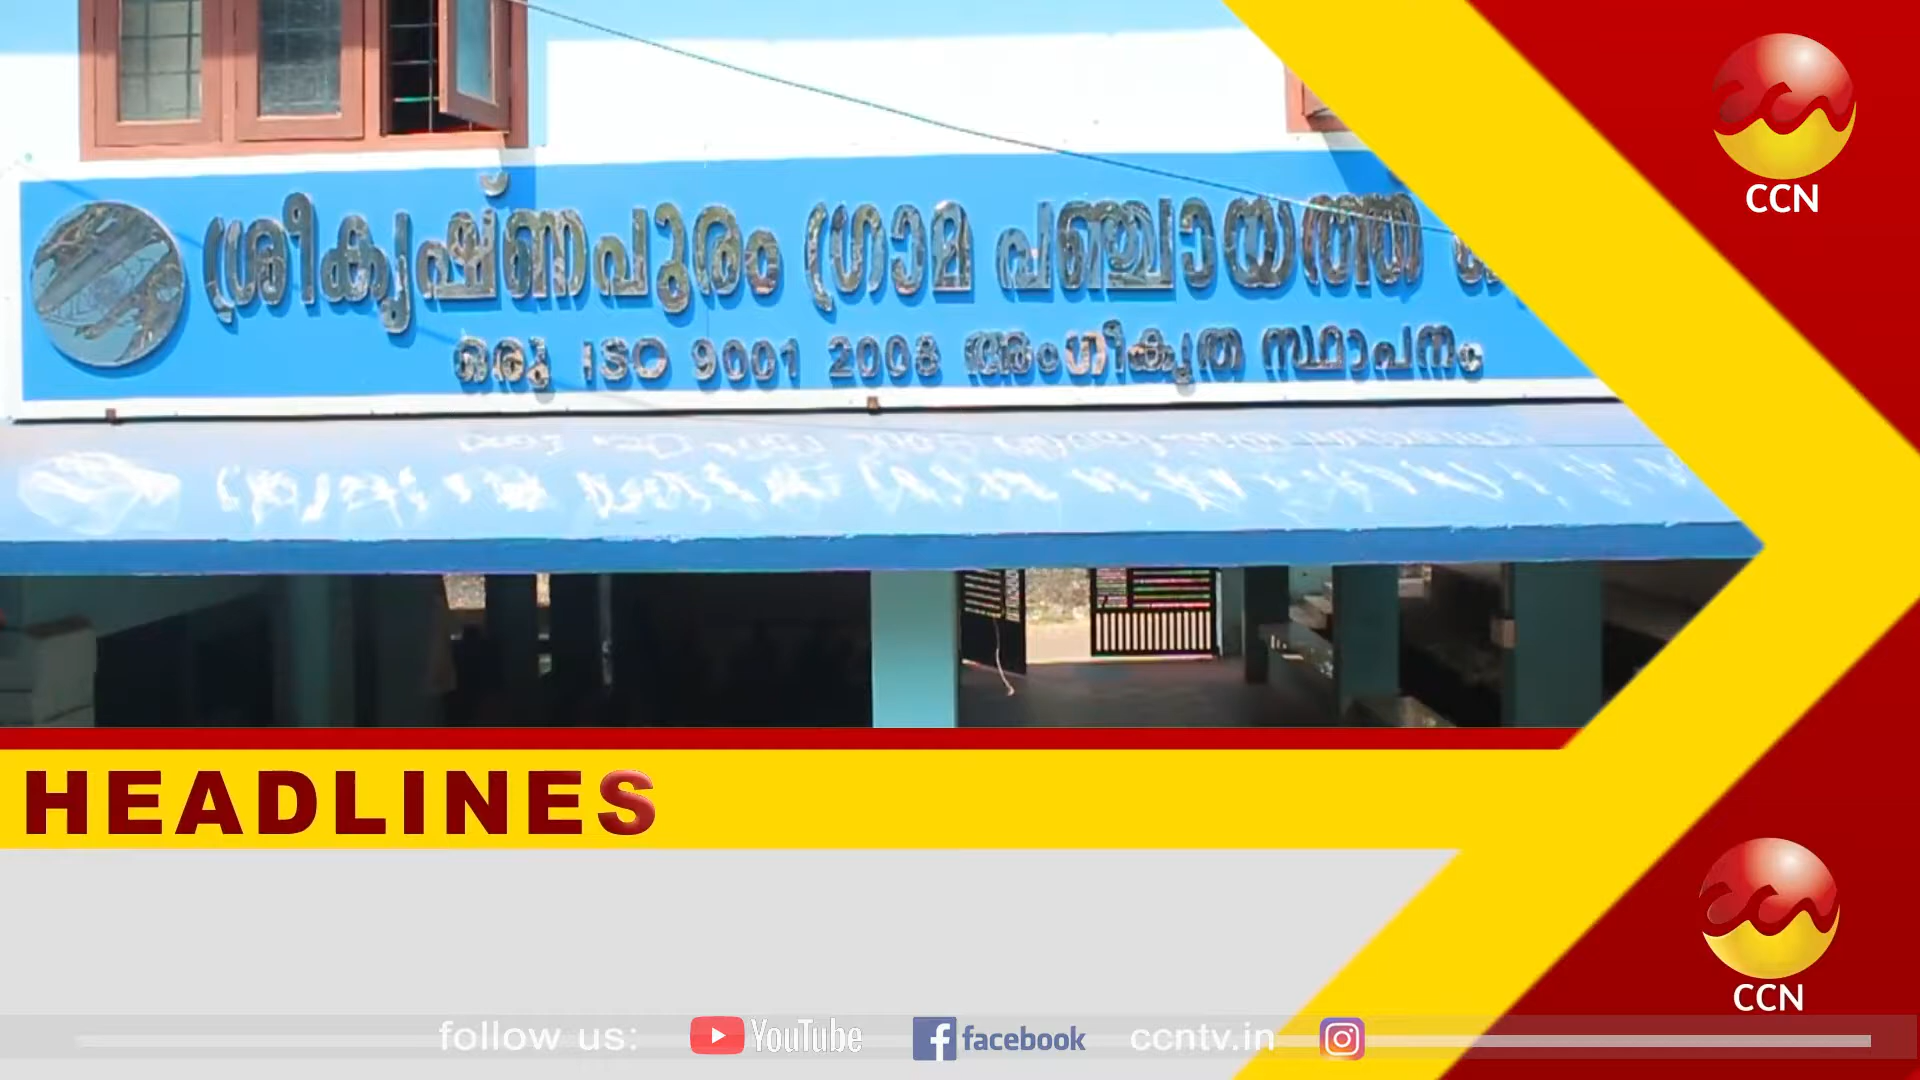 CCN
ശ്രീകൃഷ്ണപുരം ഗ്രാമ പഞ്ചായത്ത്
ഒരു ISO 9001 2008 അംഗീകൃത സ്ഥാപനം
HEADLINES
CCN
follow us: YouTube facebook ccntv.in